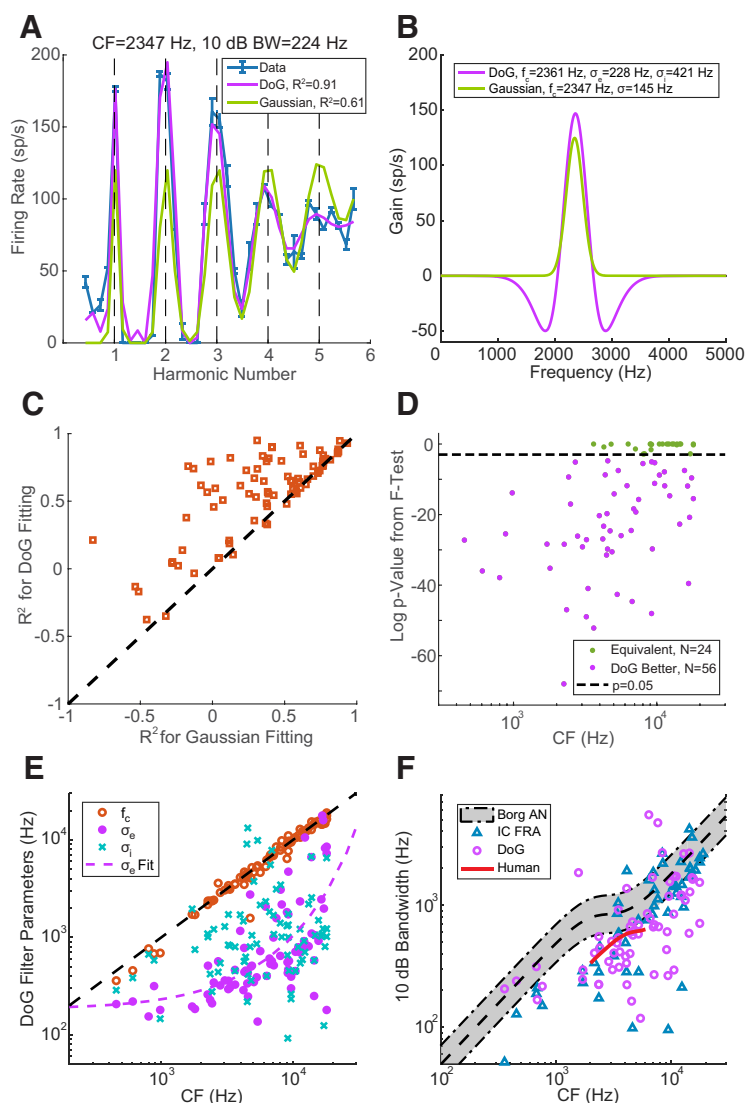 A
CF=2347 Hz, 10 dB BW=224 Hz
Data
DoG, R²=0.91
Gaussian, R²=0.61
200
150
100
50
0
Firing Rate (sp/s)
0 1 2 3 4 5 6
Harmonic Number
B
DoG, f_c=2361 Hz, σ_e=228 Hz, σ_i=421 Hz
Gaussian, f_c=2347 Hz, σ=145 Hz
200
150
100
50
0
-50
Gain (sp/s)
0 1000 2000 3000 4000 5000
Frequency (Hz)
C
1
0.5
0
-0.5
-1
R² for DoG Fitting
-1 -0.5 0 0.5 1
R² for Gaussian Fitting
D
0
-20
-40
-60
Log p-Value from F-Test
Equivalent, N=24
DoG Better, N=56
p=0.05
10³ 10⁴
CF (Hz)
E
f_c
σ_e
σ_i
σ_e Fit
10⁴
10³
10²
DoG Filter Parameters (Hz)
10³ 10⁴
CF (Hz)
F
Borg AN
IC FRA
DoG
Human
10⁴
10³
10²
10 dB Bandwidth (Hz)
10² 10³ 10⁴
CF (Hz)